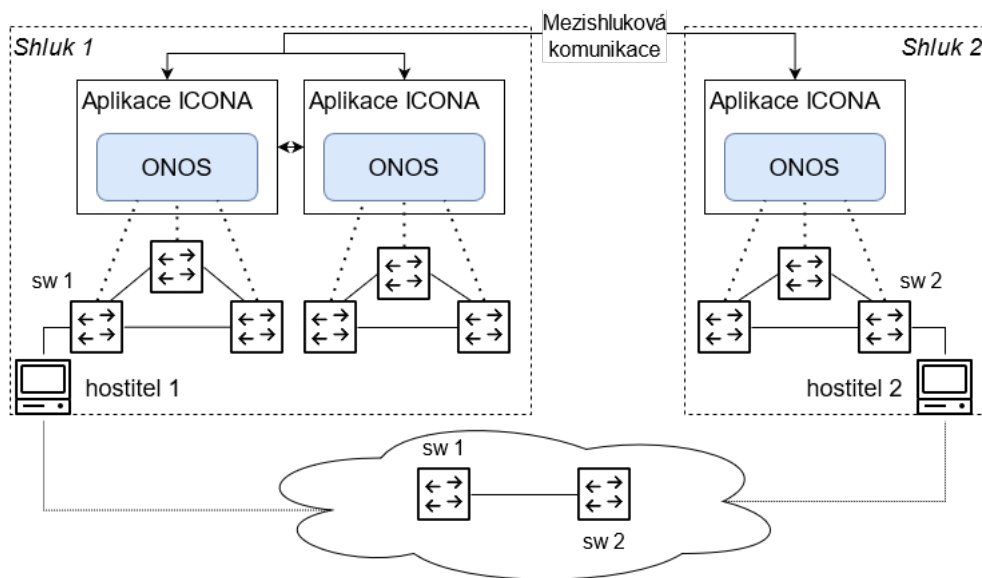 Mezishluková
komunikace
Shluk 1
Shluk 2
Aplikace ICONA
Aplikace ICONA
Aplikace ICONA
ONOS
ONOS
ONOS
sw 1
sw 2
hostitel 1
hostitel 2
sw 1
sw 2